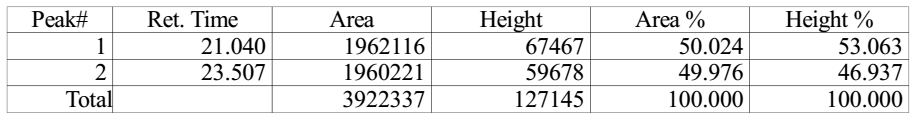 Peak# Ret. Time Area Height Area % Height %
1 21.040 1962116 67467 50.024 53.063
2 23.507 1960221 59678 49.976 46.937
Total 3922337 127145 100.000 100.000